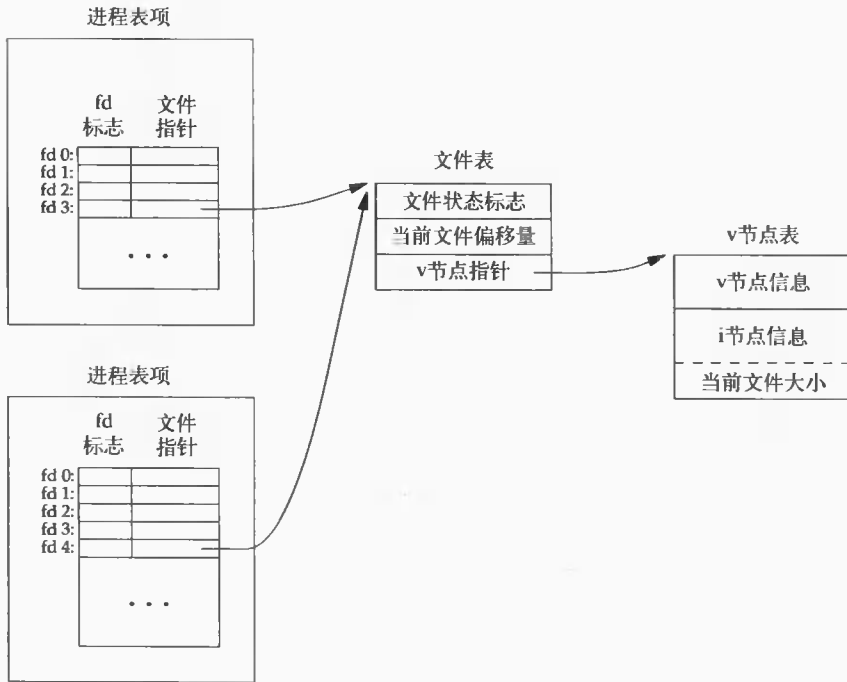 进程表项
fd 文件
标志 指针
fd 0:
fd 1:
fd 2:
fd 3:
• • •
文件表
文件状态标志
当前文件偏移量
v节点指针
v节点表
v节点信息
i节点信息
当前文件大小
进程表项
fd 文件
标志 指针
fd 0:
fd 1:
fd 2:
fd 3:
fd 4:
• • •